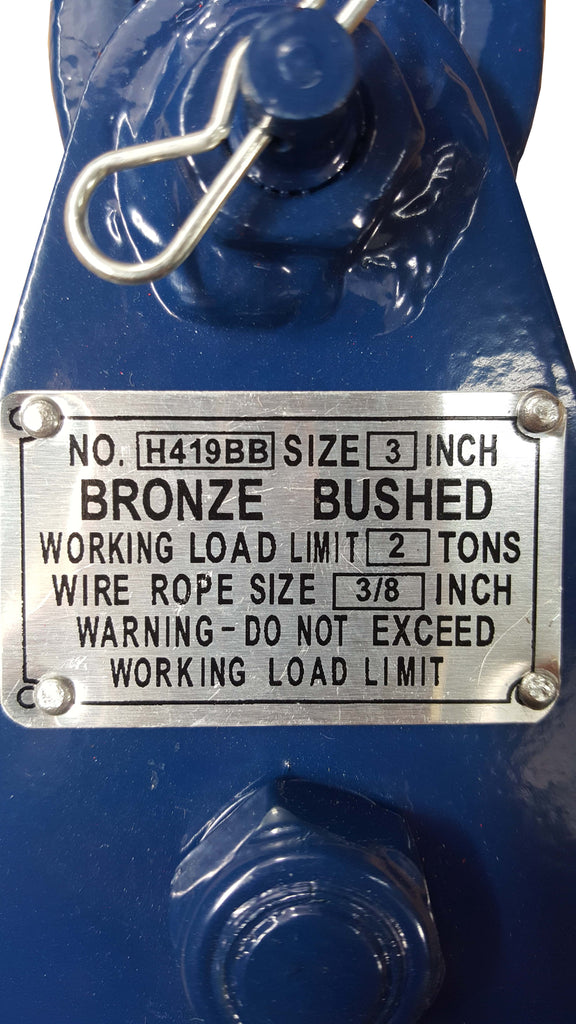 NO. H419BB SIZE 3 INCH
BRONZE BUSHED
WORKING LOAD LIMIT 2 TONS
WIRE ROPE SIZE 3/8 INCH
WARNING-DO NOT EXCEED
WORKING LOAD LIMIT